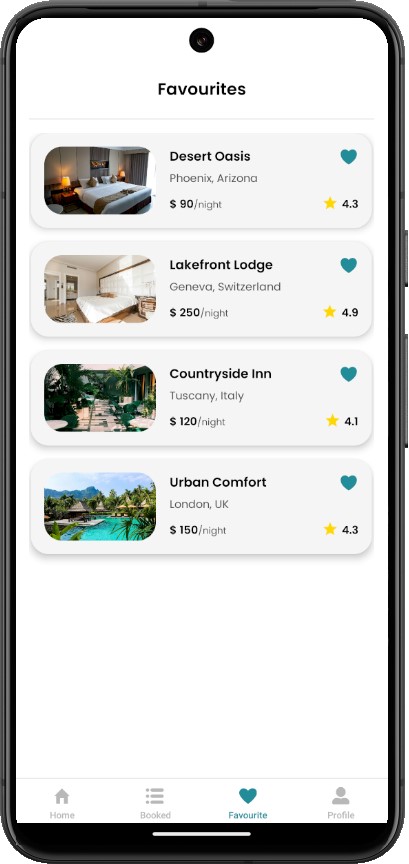 Favourites
Desert Oasis
Phoenix, Arizona
$ 90/night
4.3
Lakefront Lodge
Geneva, Switzerland
$ 250/night
4.9
Countryside Inn
Tuscany, Italy
$ 120/night
4.1
Urban Comfort
London, UK
$ 150/night
4.3
Home Booked Favourite Profile